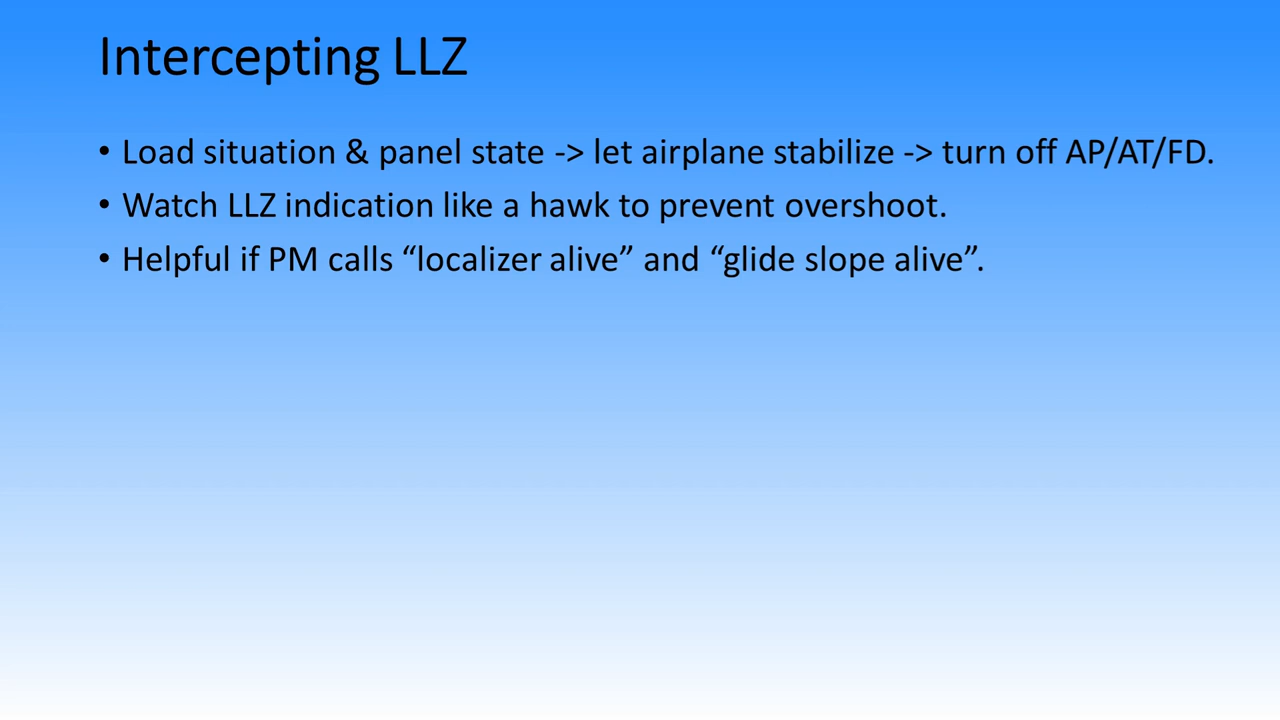 Intercepting LLZ
• Load situation & panel state -> let airplane stabilize -> turn off AP/AT/FD.
• Watch LLZ indication like a hawk to prevent overshoot.
• Helpful if PM calls “localizer alive” and “glide slope alive”.